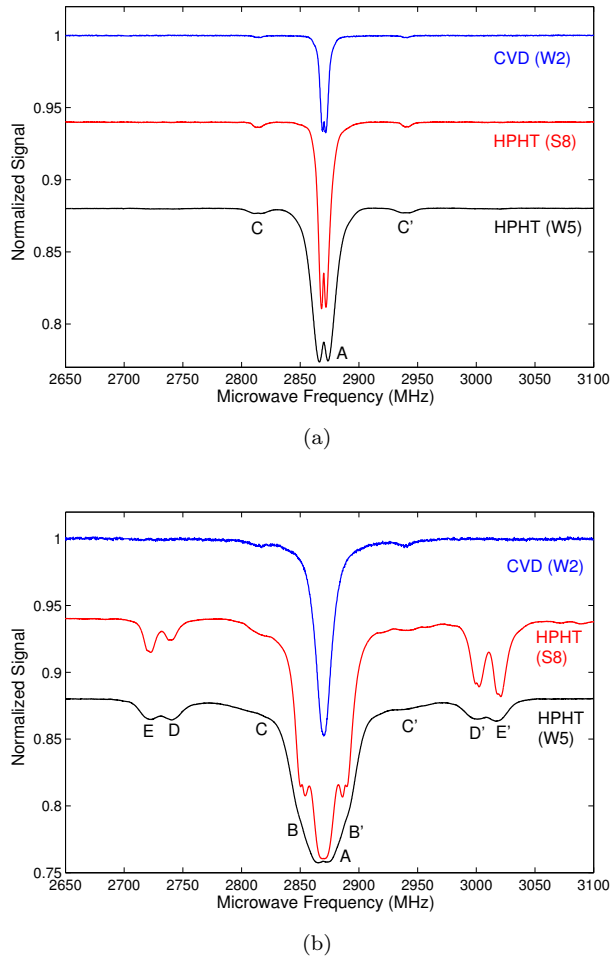 1
0.95
0.9
0.85
0.8
Normalized Signal
CVD (W2)
HPHT (S8)
HPHT (W5)
C
C'
A
2650 2700 2750 2800 2850 2900 2950 3000 3050 3100
Microwave Frequency (MHz)
(a)
1
0.95
0.9
0.85
0.8
0.75
Normalized Signal
CVD (W2)
HPHT
(S8)
HPHT
(W5)
E
D
C
B
A
B'
C'
D'
E'
2650 2700 2750 2800 2850 2900 2950 3000 3050 3100
Microwave Frequency (MHz)
(b)